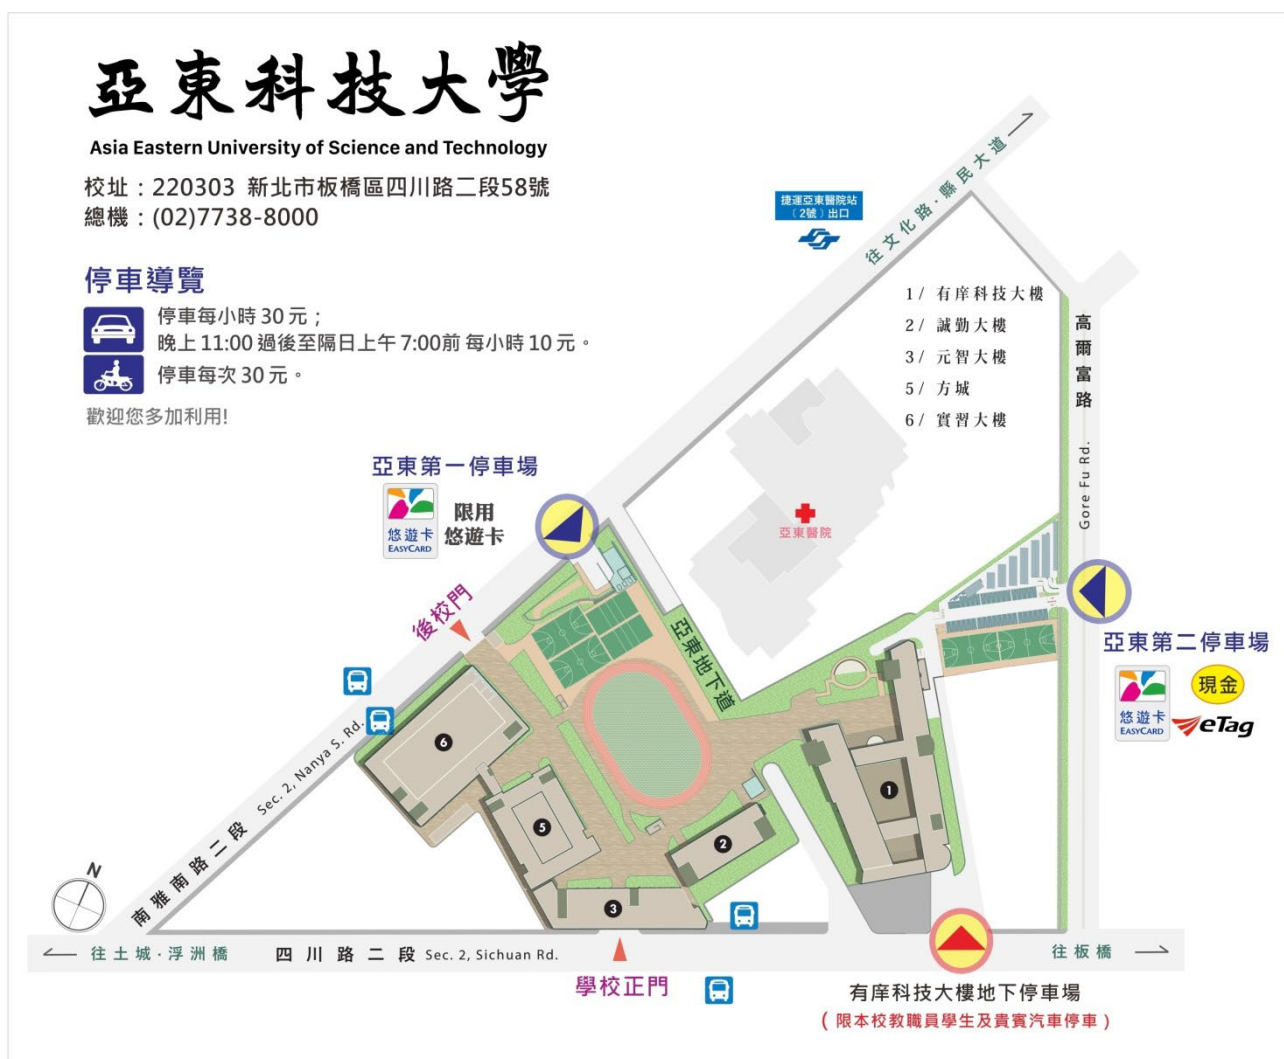 亞東科技大學
Asia Eastern University of Science and Technology
校址：220303 新北市板橋區四川路二段58號
總機：(02)7738-8000
停車導覽
停車每小時30元；
晚上11:00過後至隔日上午7:00前 每小時10元。
停車每次30元。
歡迎您多加利用!
捷運亞東醫院站
（2號）出口
往文化路·縣民大道
1/ 有庠科技大樓
2/ 誠勤大樓
3/ 元智大樓
5/ 方城
6/ 實習大樓
高爾富路
Gore Fu Rd.
亞東第一停車場
悠遊卡
EASYCARD
限用
悠遊卡
亞東醫院
後校門
亞東地下道
亞東第二停車場
悠遊卡
EASYCARD
現金
eTag
6
5
3
2
1
南雅南路二段 Sec. 2, Nanya S. Rd.
N
往土城·浮洲橋
四川路二段 Sec. 2, Sichuan Rd.
往板橋
學校正門
有庠科技大樓地下停車場
(限本校教職員學生及貴賓汽車停車)